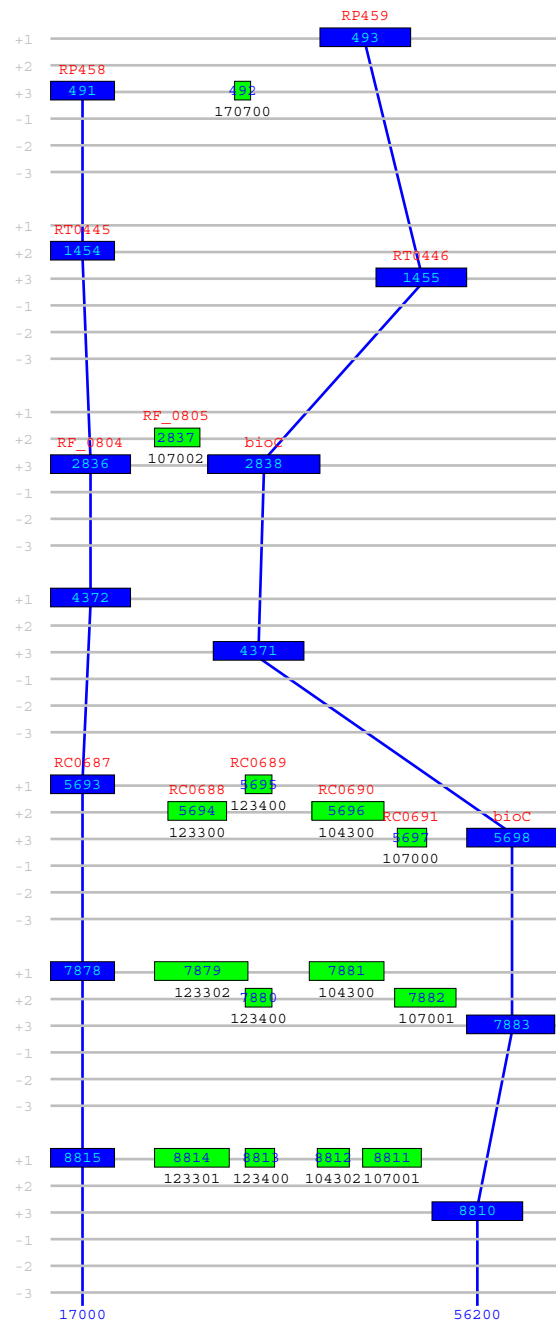 RP459
+1 493
+2
RP458
+3 491 492
170700
-1
-2
-3
+1
RT0445
+2 1454
RT0446
+3 1455
-1
-2
-3
+1
RF_0805
+2 2837
RF_0804 bioC
107002
+3 2836 2838
-1
-2
-3
+1 4372
+2
+3 4371
-1
-2
-3
RC0687 RC0689
+1 5693 5695
RC0688 123400 RC0690
+2 5694 5696
123300 104300 RC0691 bioC
+3 5697 5698
107000
-1
-2
-3
+1 7878 7879 7881
123302 104300
+2 7880 7882
123400 107001
+3 7883
-1
-2
-3
+1 8815 8814 8813 8812 8811
123301 123400 104302 107001
+2
+3 8810
-1
-2
-3
17000 56200